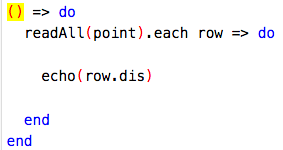 () => do
  readAll(point).each row => do
    echo(row.dis)
  end
end